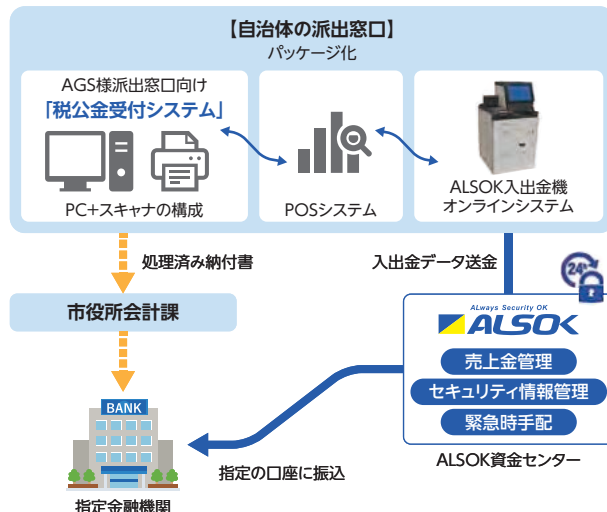 【自治体の派出窓口】
パッケージ化
AGS様派出窓口向け
「税公金受付システム」
PC+スキャナの構成
POSシステム
ALSOK入出金機
オンラインシステム
処理済み納付書
入出金データ送金
24h
市役所会計課
ALways Security OK
ALSOK
売上金管理
セキュリティ情報管理
緊急時手配
ALSOK資金センター
BANK
指定の口座に振込
指定金融機関